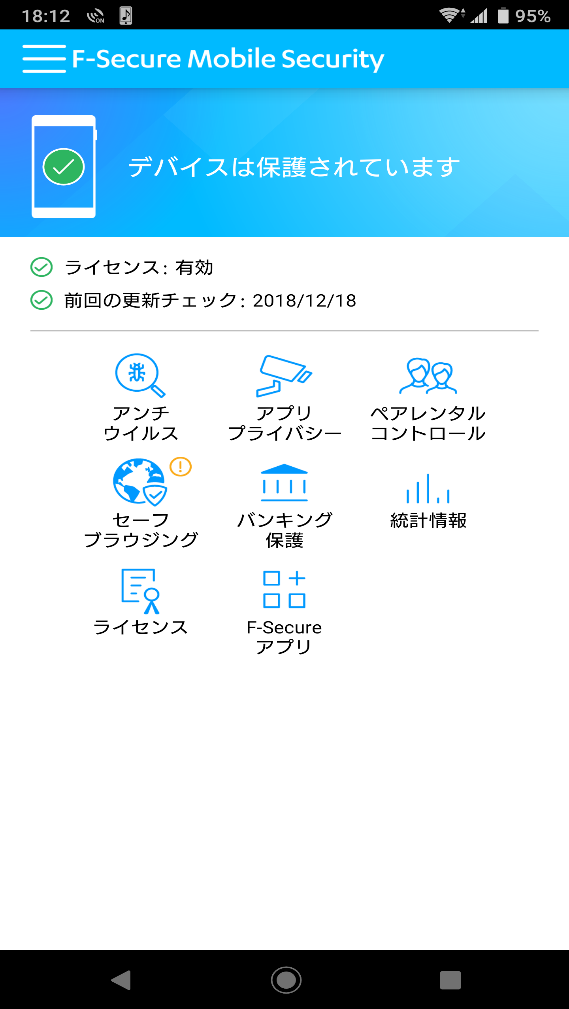 18:12 ON 95%
F-Secure Mobile Security
デバイスは保護されています
ライセンス: 有効
前回の更新チェック: 2018/12/18
アンチ
ウイルス
アプリ
プライバシー
ペアレンタル
コントロール
セーフ
ブラウジング
バンキング
保護
統計情報
ライセンス
F-Secure
アプリ